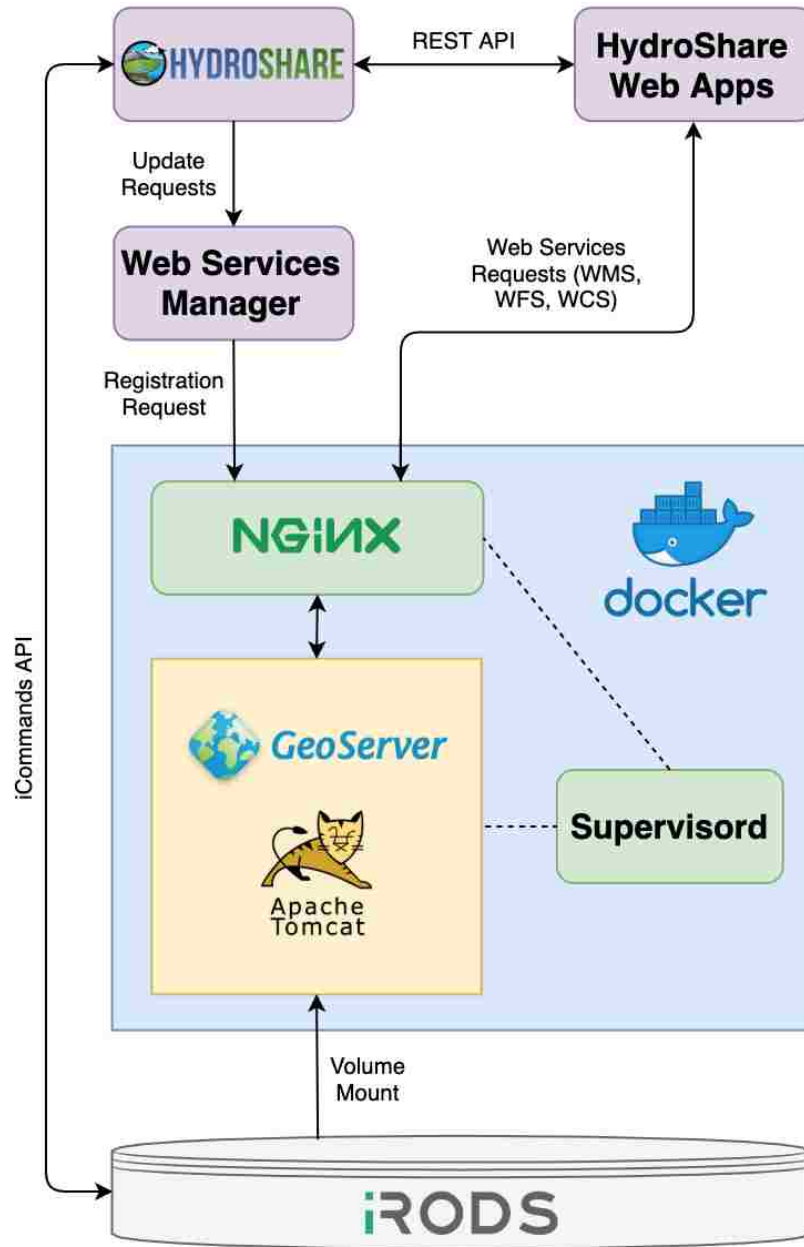 HYDROSHARE
REST API
HydroShare
Web Apps
Update
Requests
Web Services
Manager
Web Services
Requests (WMS,
WFS, WCS)
Registration
Request
NGINX
docker
iCommands API
GeoServer
Supervisord
Apache
Tomcat
Volume
Mount
iRODS